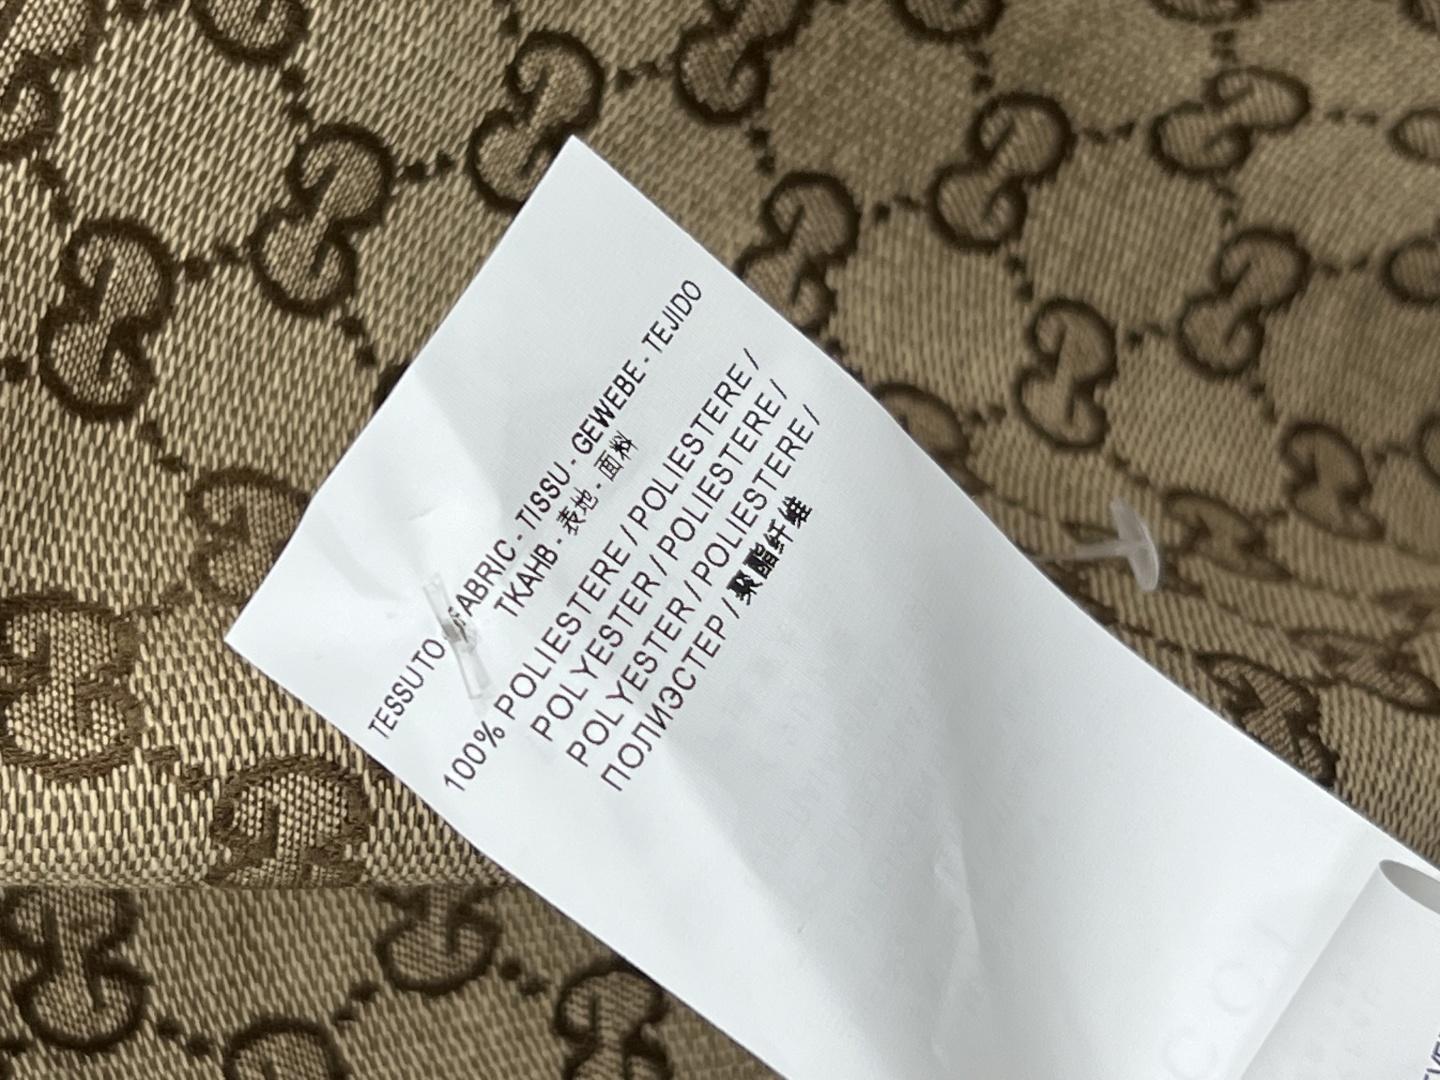 TESSUTO - FABRIC - TISSU - GEWEBE - TEJIDO
ТКАНВ - 表地 - 面料
100% POLIESTERE / POLIESTERE /
POLYESTER / POLIESTERE /
POLYESTER / POLIESTERE /
ПОЛИЭСТЕР / 聚酯纤维